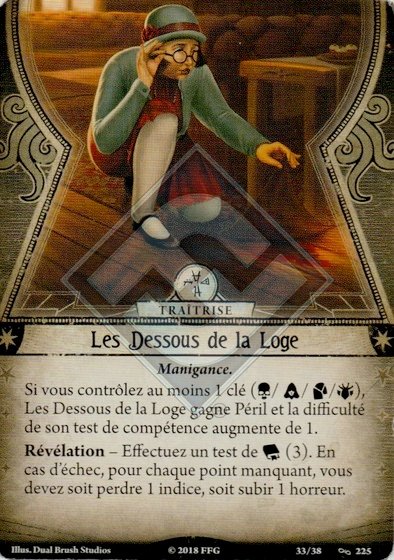 TRAÎTRISE
Les Dessous de la Loge
Manigance.
Si vous contrôlez au moins 1 clé ( / / / ),
Les Dessous de la Loge gagne Péril et la difficulté
de son test de compétence augmente de 1.
Révélation – Effectuez un test de (3). En
cas d'échec, pour chaque point manquant, vous
devez soit perdre 1 indice, soit subir 1 horreur.
Illus. Dual Brush Studios © 2018 FFG 33/38 225